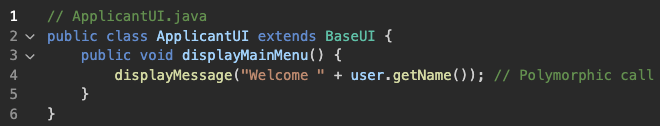 1 // ApplicantUI.java
2 public class ApplicantUI extends BaseUI {
3     public void displayMainMenu() {
4         displayMessage("Welcome " + user.getName()); // Polymorphic call
5     }
6 }